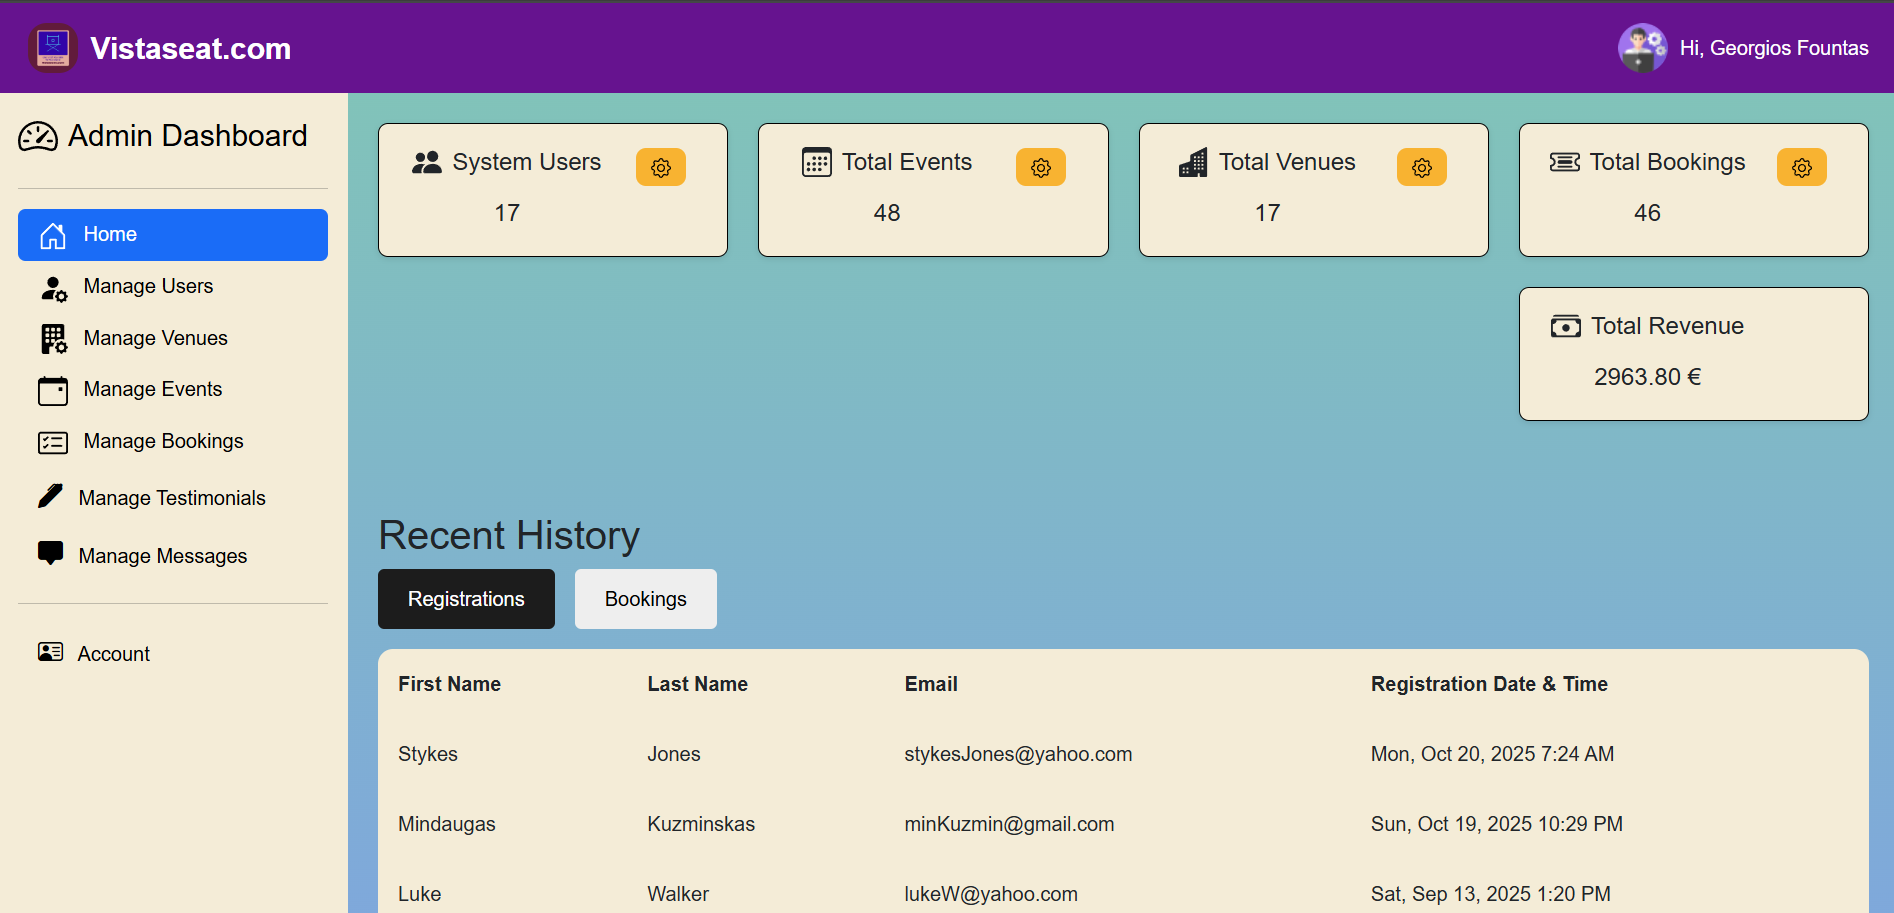 Vistaseat.com
Hi, Georgios Fountas
Admin Dashboard
Home
Manage Users
Manage Venues
Manage Events
Manage Bookings
Manage Testimonials
Manage Messages
Account
System Users
17
Total Events
48
Total Venues
17
Total Bookings
46
Total Revenue
2963.80 €
Recent History
Registrations Bookings
First Name Last Name Email Registration Date & Time
Stykes Jones stykesJones@yahoo.com Mon, Oct 20, 2025 7:24 AM
Mindaugas Kuzminskas minKuzmin@gmail.com Sun, Oct 19, 2025 10:29 PM
Luke Walker lukeW@yahoo.com Sat, Sep 13, 2025 1:20 PM